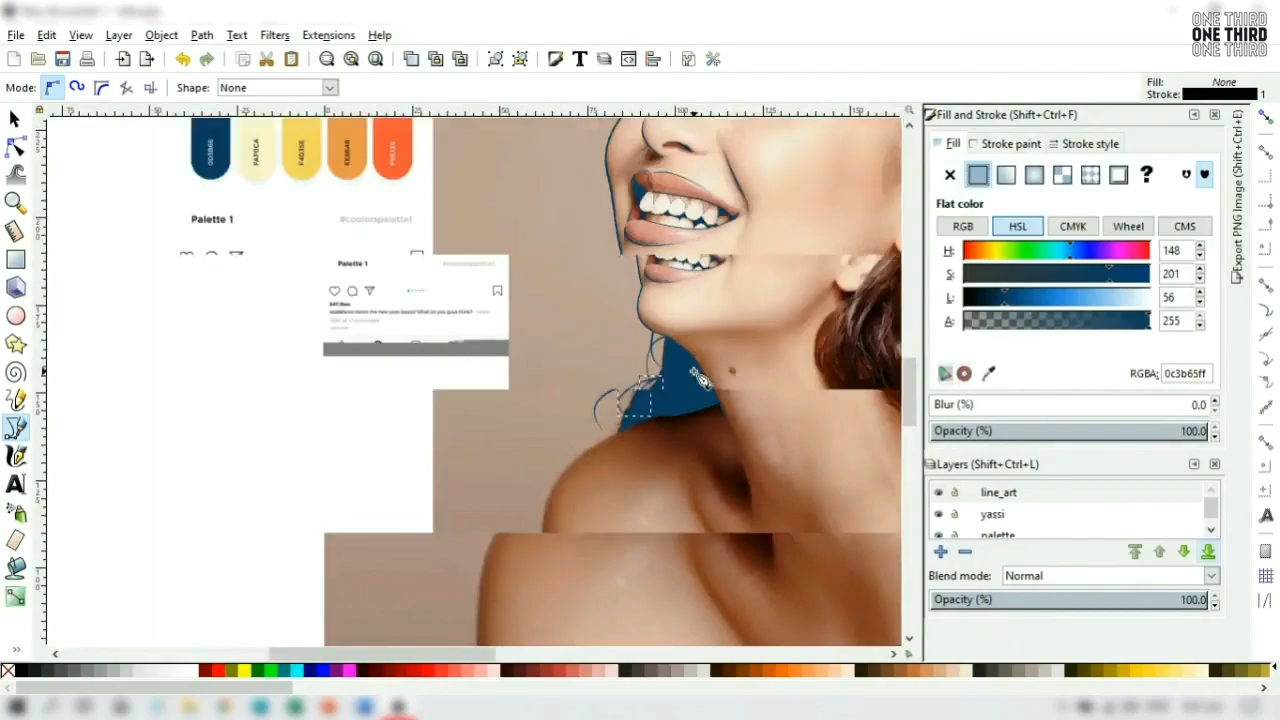 ONE THIRD
ONE THIRD
ONE THIRD
File Edit View Layer Object Path Text Filters Extensions Help
Mode: Shape: None
Fill: None
Stroke: 1
Fill and Stroke (Shift+Ctrl+F)
Fill Stroke paint Stroke style
Flat color
RGB HSL CMYK Wheel CMS
H: 148
S: 201
L: 56
A: 255
RGBA: 0c3b65ff
Blur (%) 0.0
Opacity (%) 100.0
Layers (Shift+Ctrl+L)
line_art
yassi
palette
Blend mode: Normal
Opacity (%) 100.0
Export PNG Image (Shift+Ctrl+E)
FAF0CA F4D35E EE964B
Palette 1
Palette 1